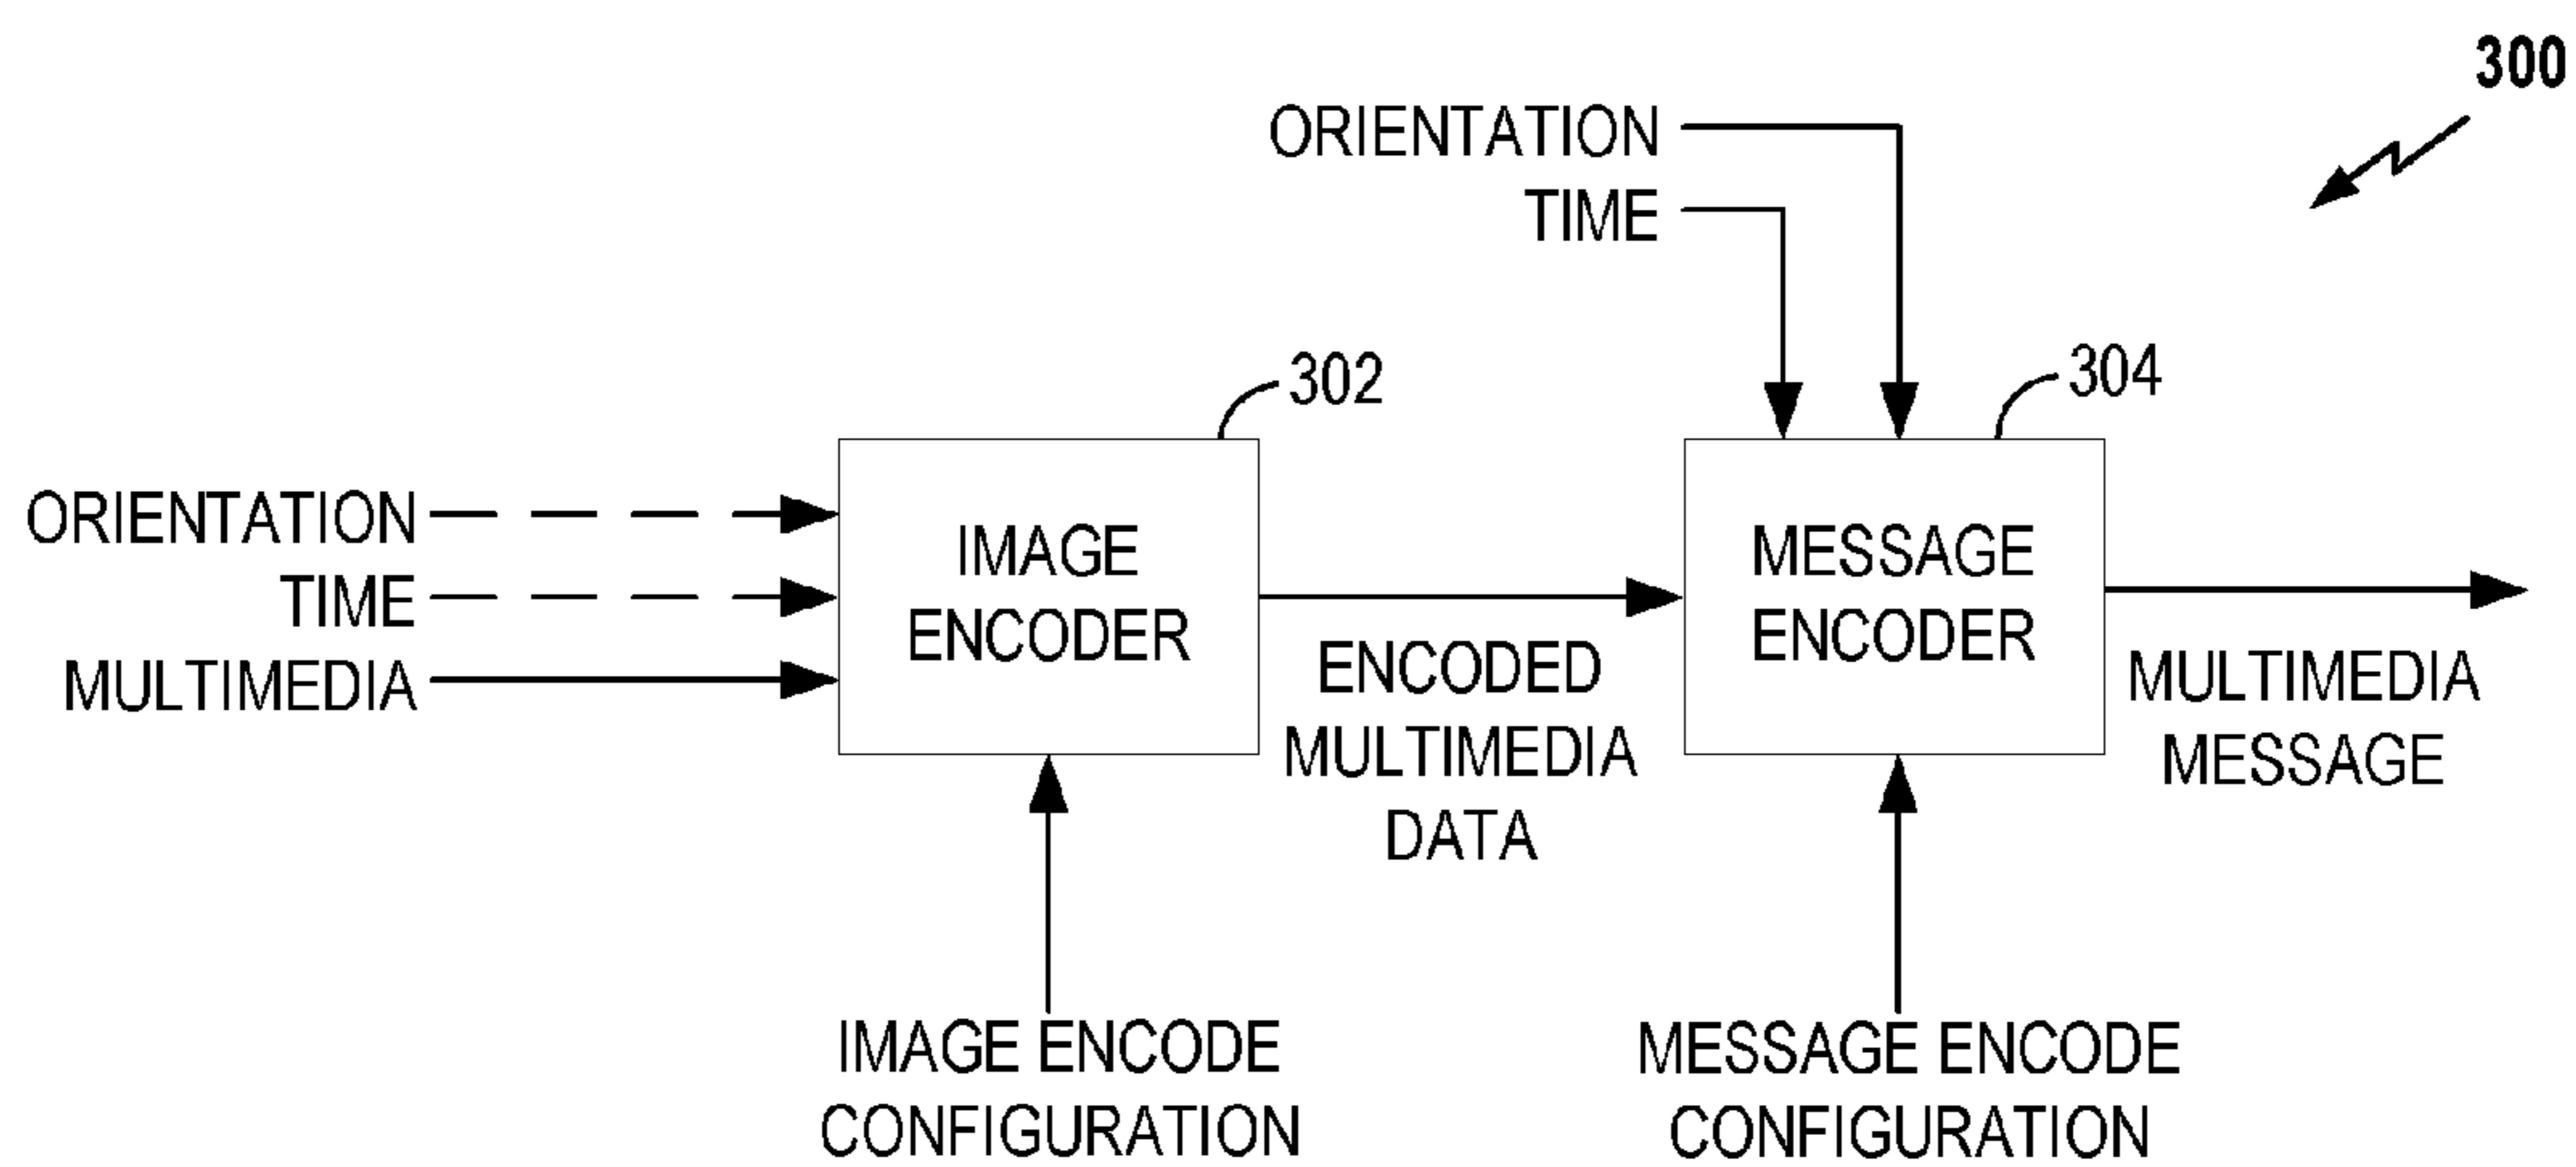 300
ORIENTATION
TIME
302
304
ORIENTATION
TIME
MULTIMEDIA
IMAGE
ENCODER
ENCODED
MULTIMEDIA
DATA
MESSAGE
ENCODER
MULTIMEDIA
MESSAGE
IMAGE ENCODE
CONFIGURATION
MESSAGE ENCODE
CONFIGURATION